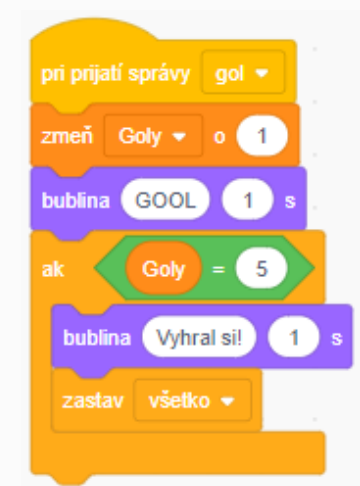 pri prijatí správy gol
zmeň Goly o 1
bublina GOOL 1 s
ak Goly = 5
bublina Vyhral si! 1 s
zastav všetko